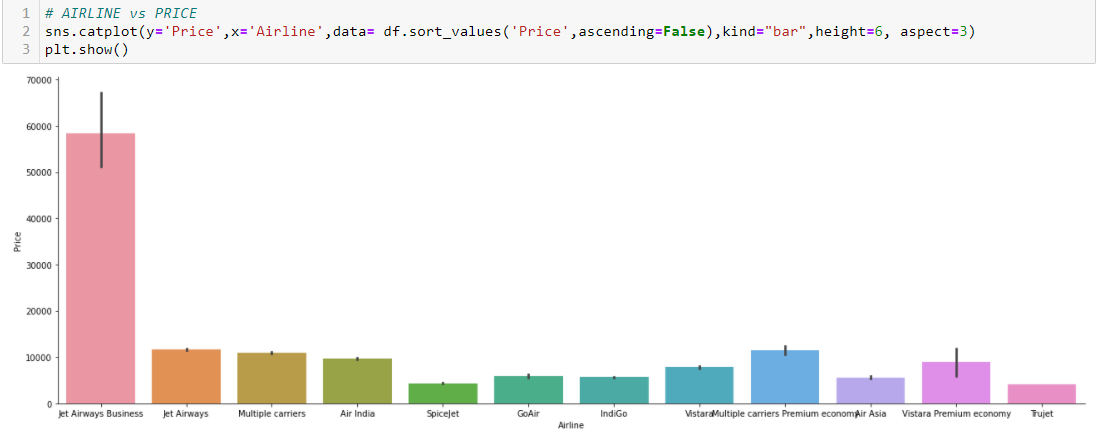 1 # AIRLINE vs PRICE
2 sns.catplot(y='Price',x='Airline',data= df.sort_values('Price',ascending=False),kind="bar",height=6, aspect=3)
3 plt.show()
70000
60000
50000
40000
30000
20000
10000
0
Price
Jet Airways Business Jet Airways Multiple carriers Air India SpiceJet GoAir IndiGo Vistara Multiple carriers Premium economy Air Asia Vistara Premium economy Trujet
Airline